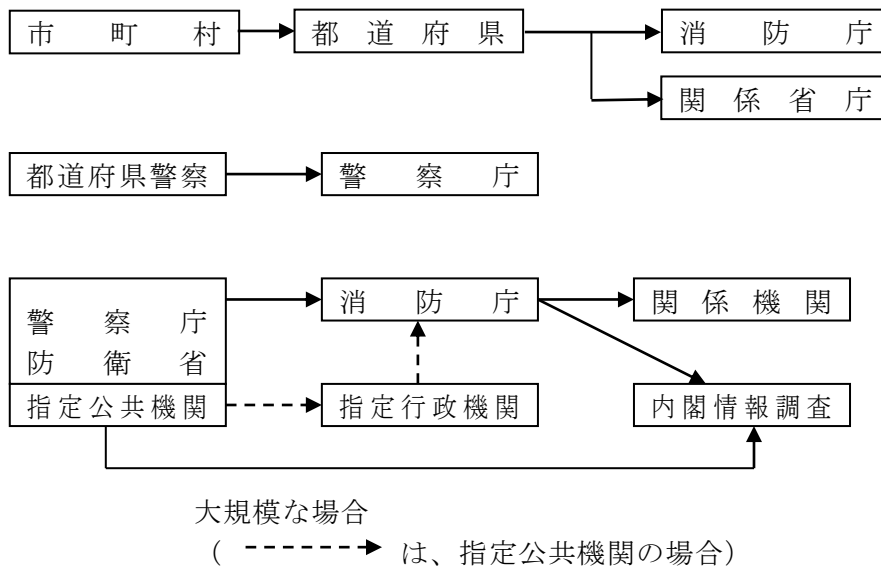 市町村
都道府県
消防庁
関係省庁
都道府県警察
警察庁
警察庁
防衛省
消防庁
関係機関
指定公共機関
指定行政機関
内閣情報調査
大規模な場合
( は、指定公共機関の場合)